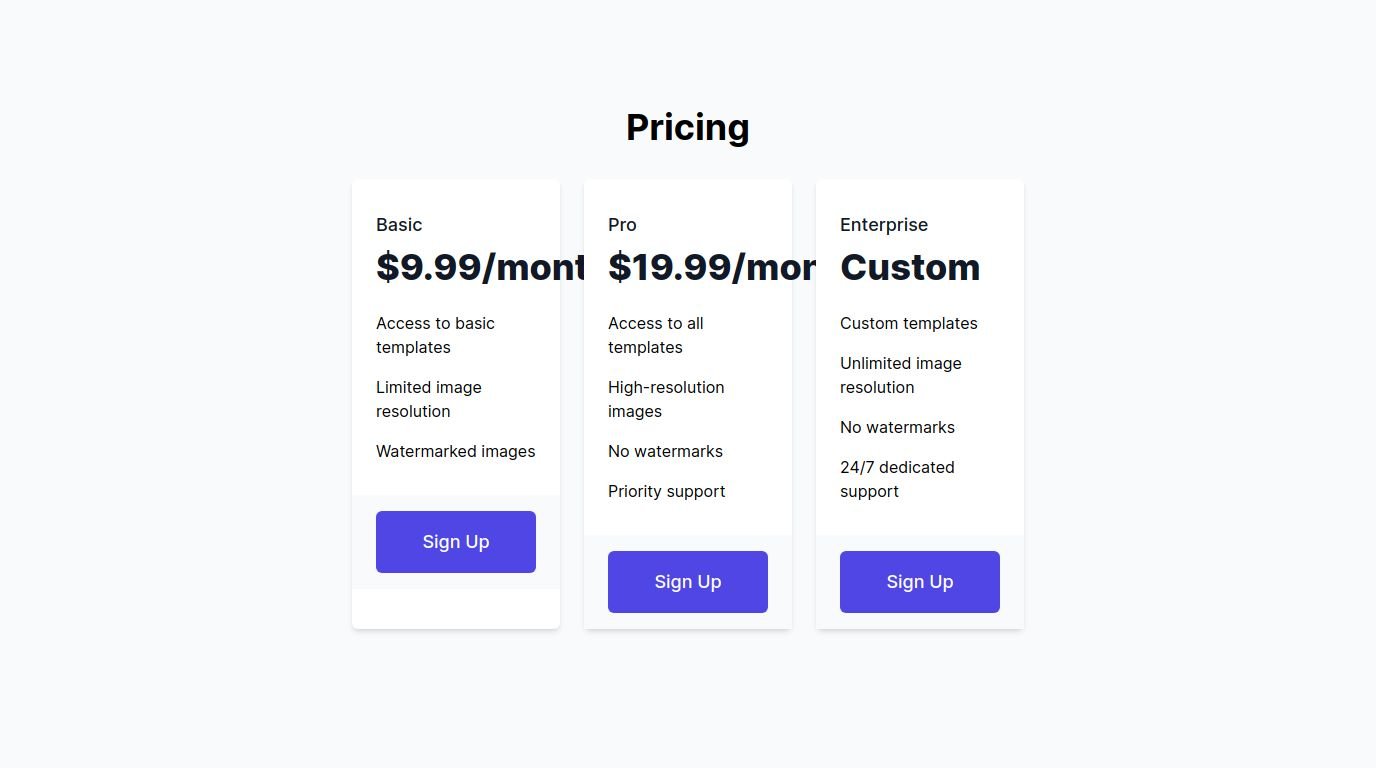 Pricing
Basic
$9.99/mont
Access to basic
templates
Limited image
resolution
Watermarked images
Sign Up
Pro
$19.99/mon
Access to all
templates
High-resolution
images
No watermarks
Priority support
Sign Up
Enterprise
Custom
Custom templates
Unlimited image
resolution
No watermarks
24/7 dedicated
support
Sign Up